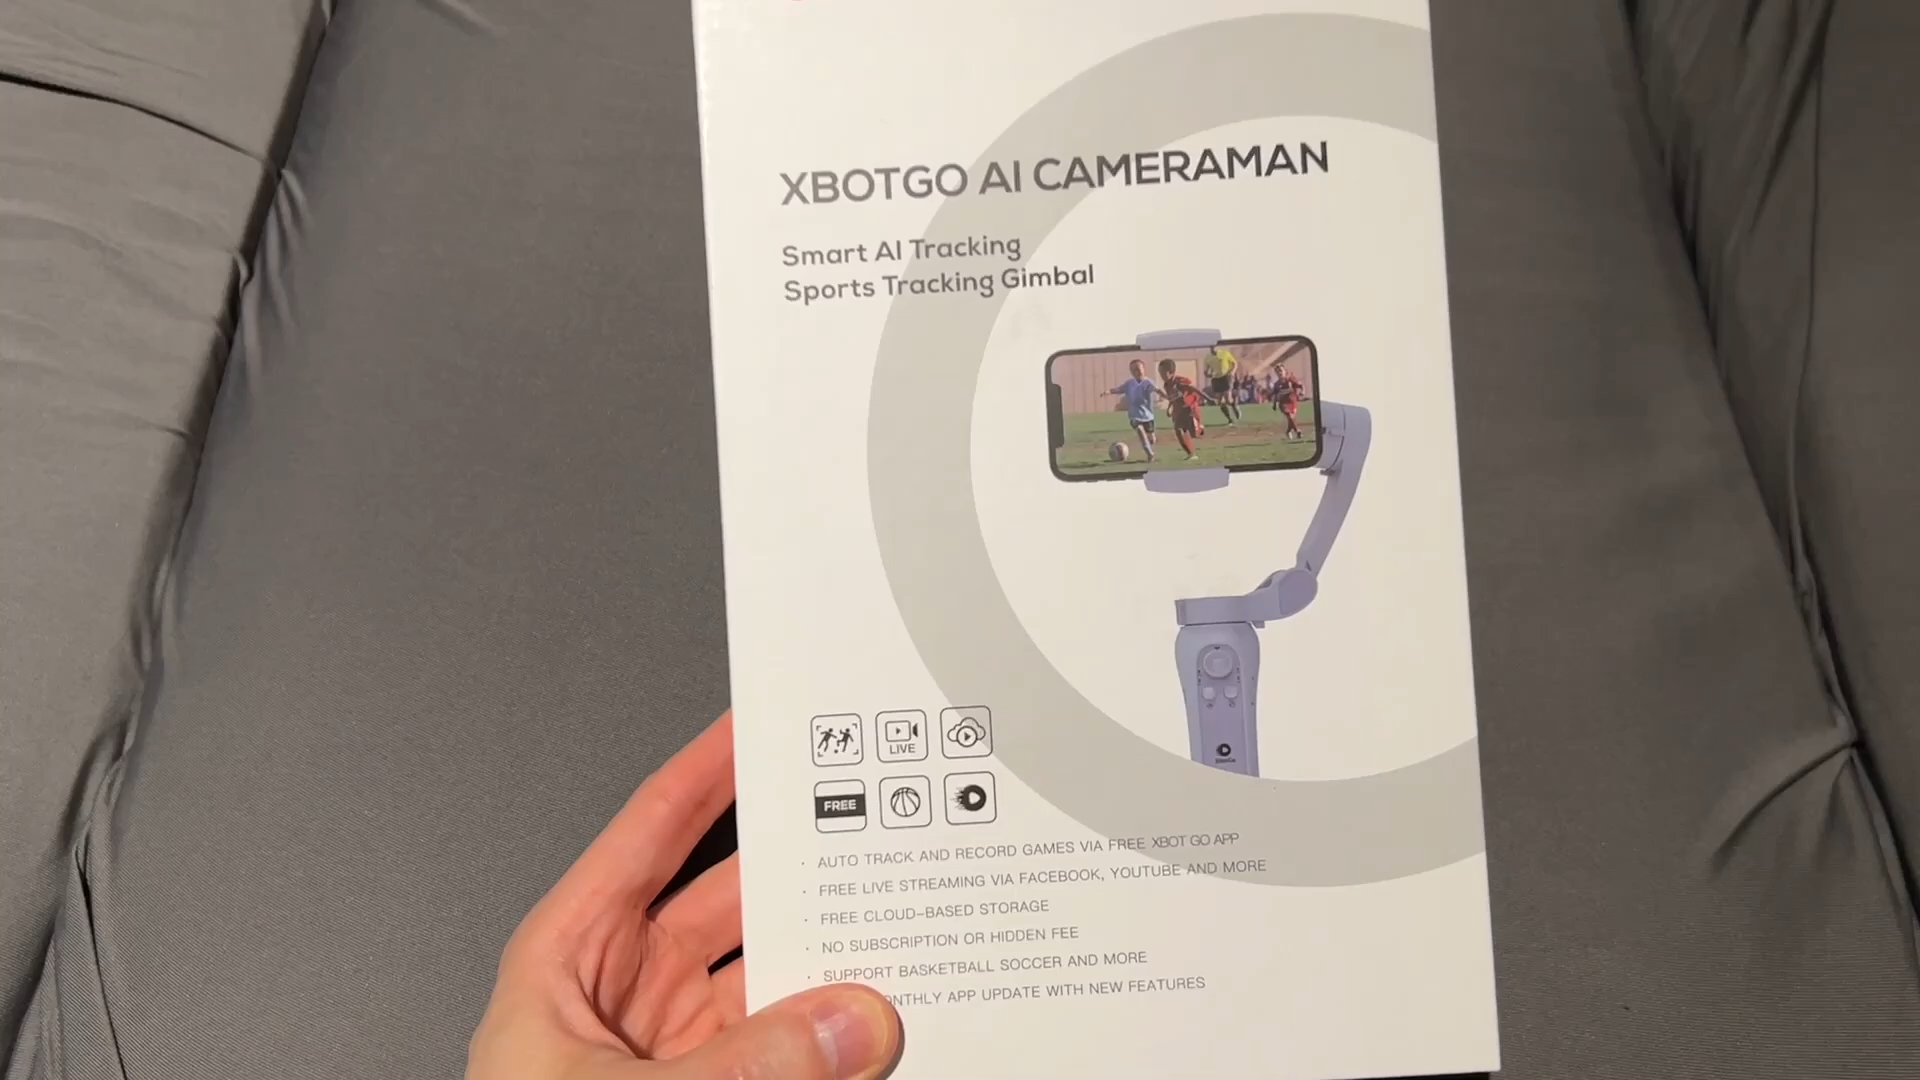 XBOTGO AI CAMERAMAN
Smart AI Tracking
Sports Tracking Gimbal
LIVE
FREE
· AUTO TRACK AND RECORD GAMES VIA FREE XBOT GO APP
· FREE LIVE STREAMING VIA FACEBOOK, YOUTUBE AND MORE
· FREE CLOUD-BASED STORAGE
· NO SUBSCRIPTION OR HIDDEN FEE
· SUPPORT BASKETBALL SOCCER AND MORE
APP UPDATE WITH NEW FEATURES